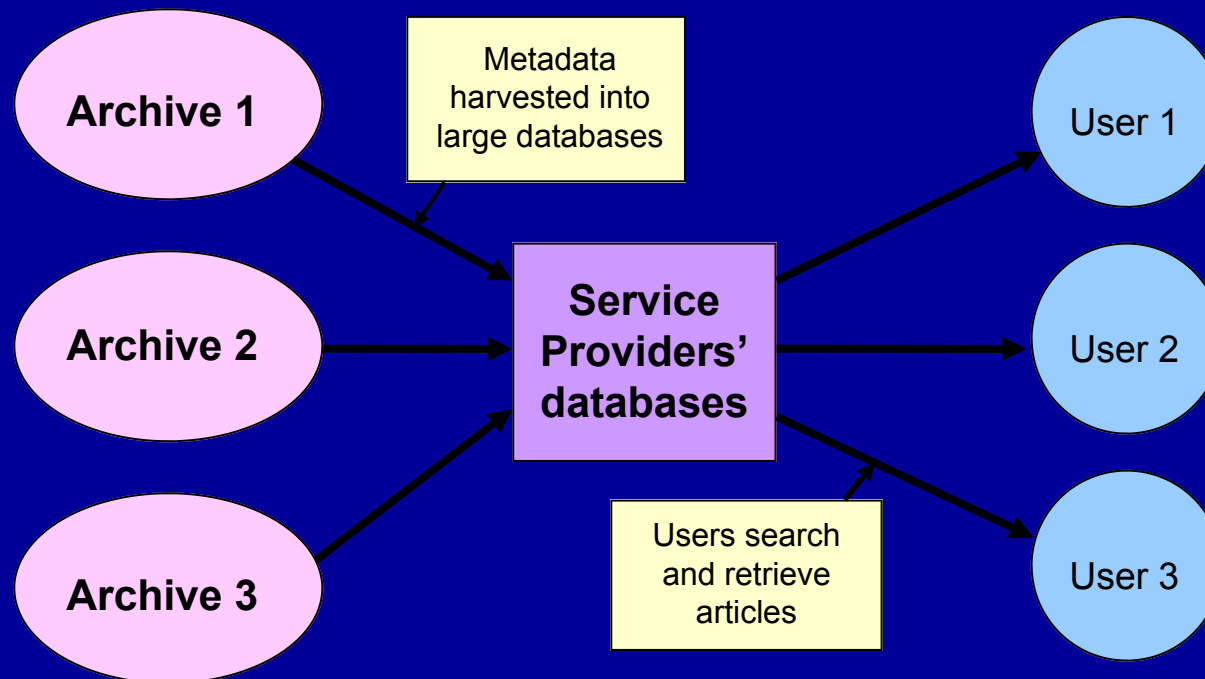 Archive 1
Metadata
harvested into
large databases
User 1
Archive 2
Service
Providers’
databases
User 2
Archive 3
Users search
and retrieve
articles
User 3